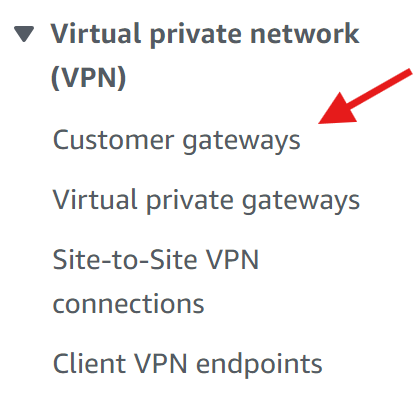 Virtual private network
(VPN)
Customer gateways
Virtual private gateways
Site-to-Site VPN
connections
Client VPN endpoints